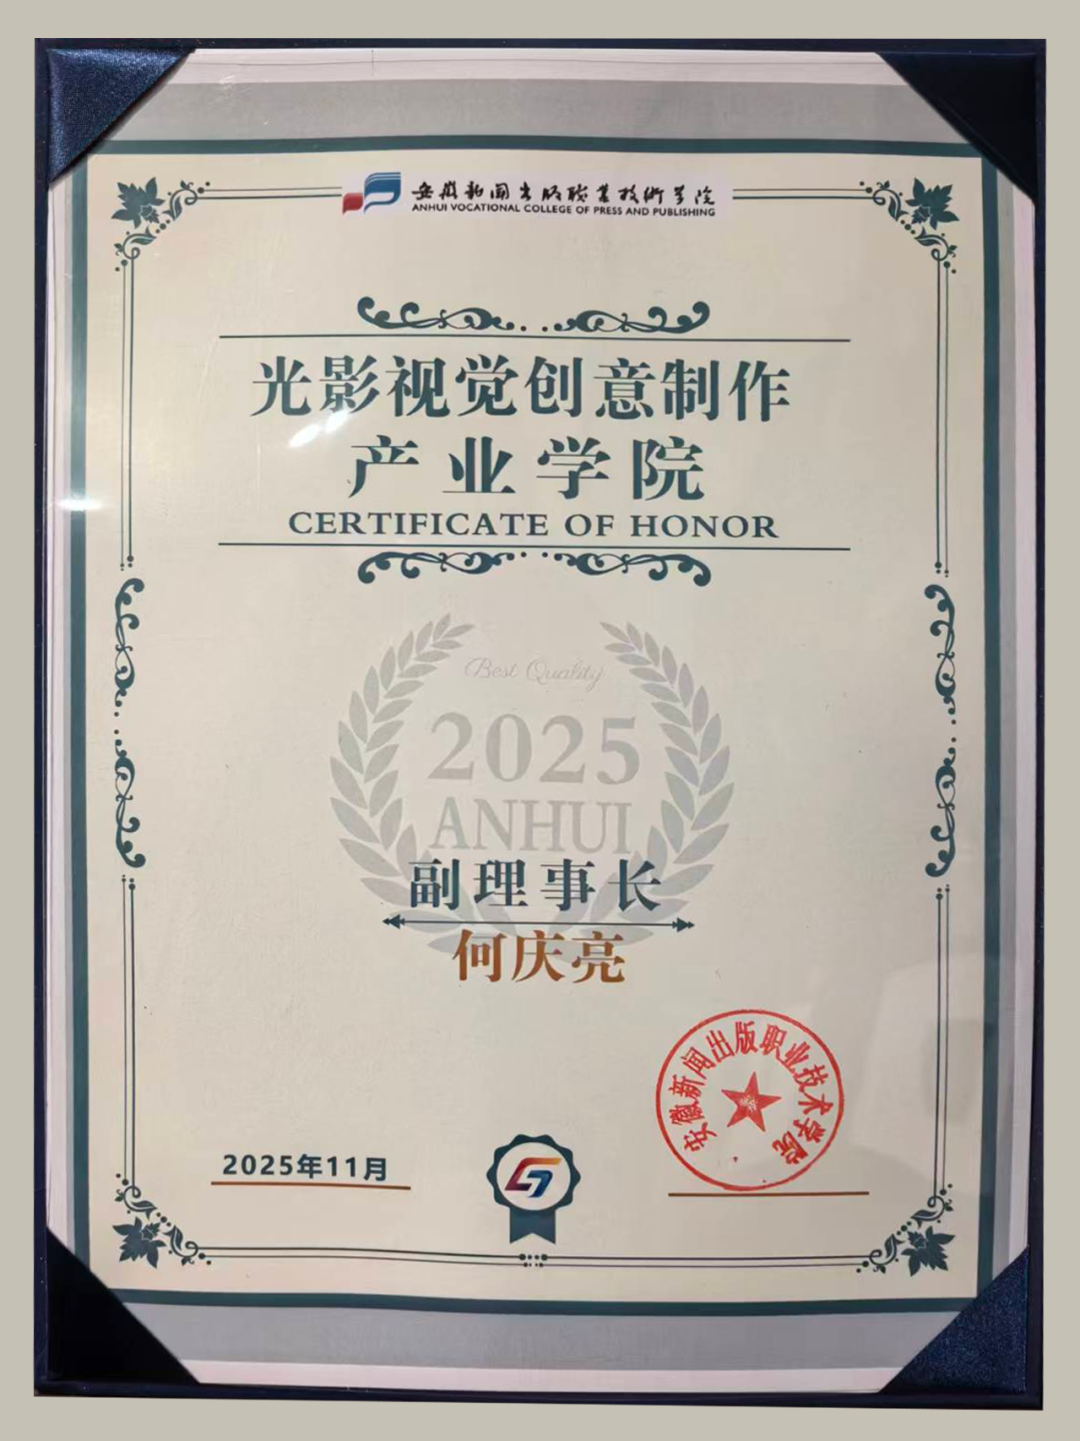 安徽新闻出版职业技術学院
ANHUI VOCATIONAL COLLEGE OF PRESS AND PUBLISHING
光影视觉创意制作
产业学院
CERTIFICATE OF HONOR
Best Quality
2025
ANHUI
副理事长
何庆亮
安徽新闻出版职业技术学院
2025年11月